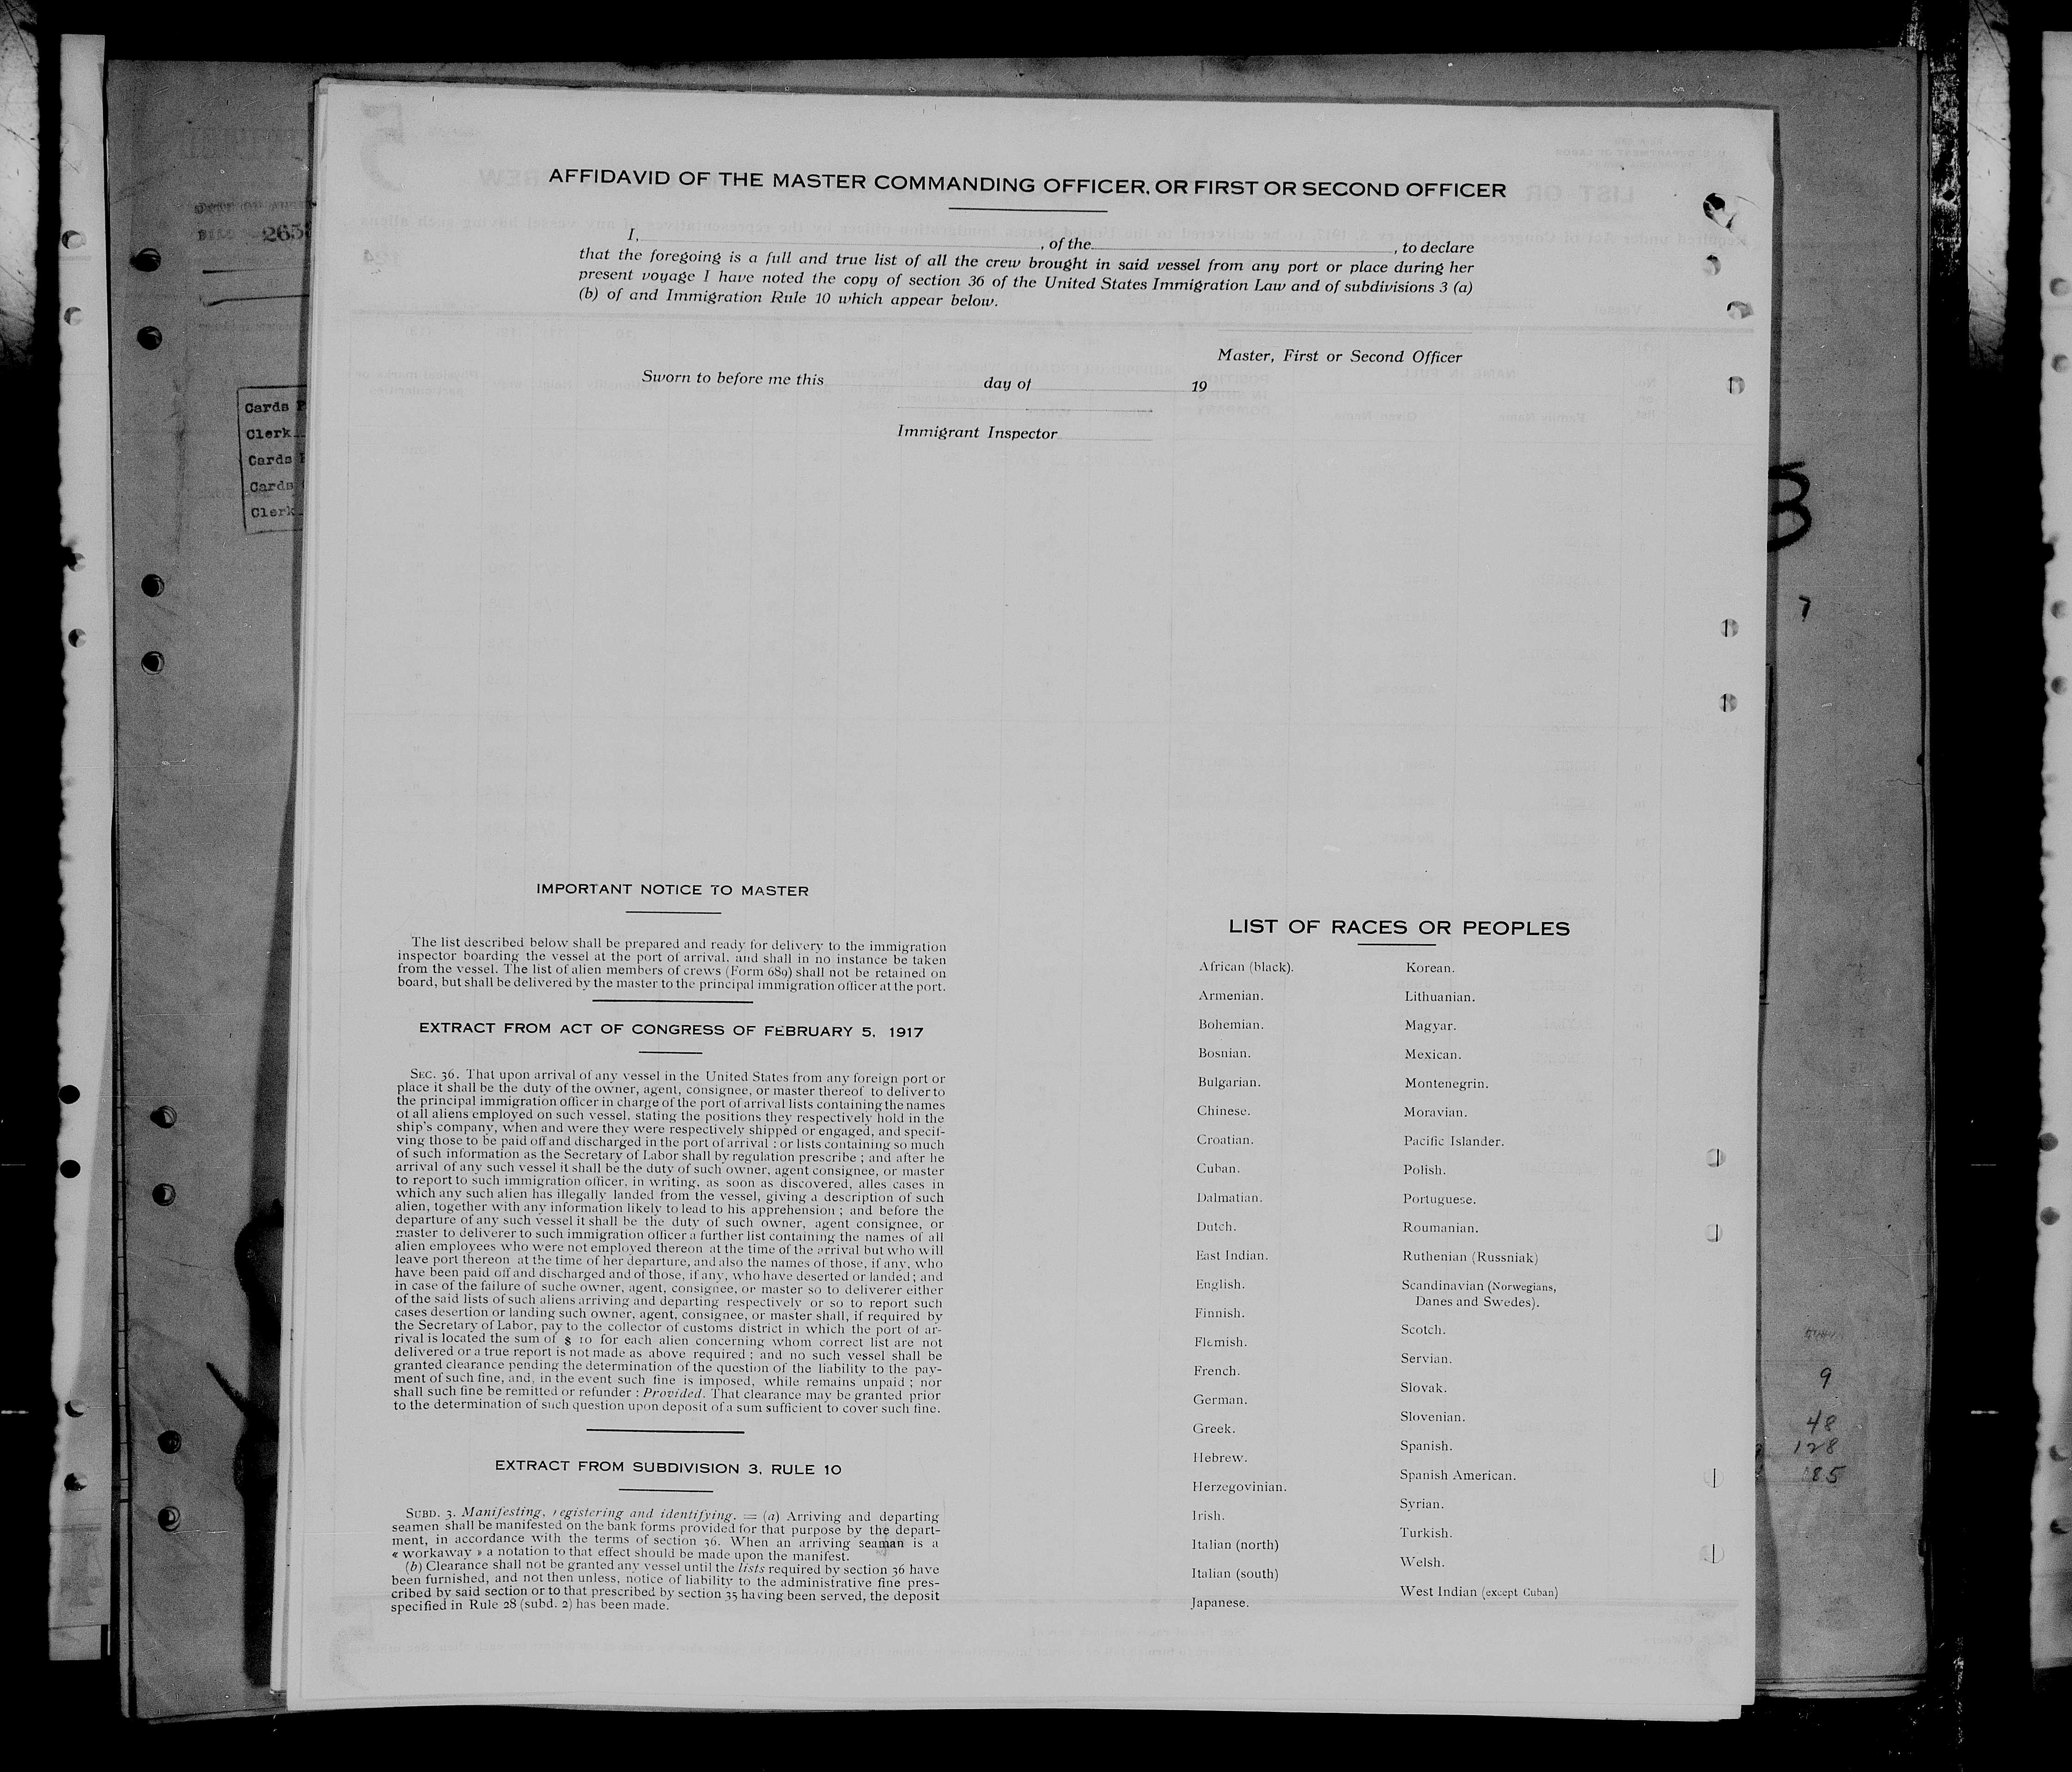 AFFIDAVID OF THE MASTER COMMANDING OFFICER, OR FIRST OR SECOND OFFICER
I, , of the , to declare
that the foregoing is a full and true list of all the crew brought in said vessel from any port or place during her
present voyage I have noted the copy of section 36 of the United States Immigration Law and of subdivisions 3 (a)
(b) of and Immigration Rule 10 which appear below.
Master, First or Second Officer
Sworn to before me this day of 19
Immigrant Inspector
Cards
Clerk
Cards
Cards
Clerk
IMPORTANT NOTICE TO MASTER
The list described below shall be prepared and ready for delivery to the immigration
inspector boarding the vessel at the port of arrival, and shall in no instance be taken
from the vessel. The list of alien members of crews (Form 689) shall not be retained on
board, but shall be delivered by the master to the principal immigration officer at the port.
EXTRACT FROM ACT OF CONGRESS OF FEBRUARY 5, 1917
SEC. 36. That upon arrival of any vessel in the United States from any foreign port or
place it shall be the duty of the owner, agent, consignee, or master thereof to deliver to
the principal immigration officer in charge of the port of arrival lists containing the names
of all aliens employed on such vessel, stating the positions they respectively hold in the
ship's company, when and were they were respectively shipped or engaged, and specif-
ving those to be paid off and discharged in the port of arrival : or lists containing so much
of such information as the Secretary of Labor shall by regulation prescribe ; and after he
arrival of any such vessel it shall be the duty of such owner, agent consignee, or master
to report to such immigration officer, in writing, as soon as discovered, alles cases in
which any such alien has illegally landed from the vessel, giving a description of such
alien, together with any information likely to lead to his apprehension ; and before the
departure of any such vessel it shall be the duty of such owner, agent consignee, or
master to deliverer to such immigration officer a further list containing the names of all
alien employees who were not employed thereon at the time of the arrival but who will
leave port thereon at the time of her departure, and also the names of those, if any, who
have been paid off and discharged and of those, if any, who have deserted or landed ; and
in case of the failure of suche owner, agent, consignee, or master so to deliverer either
of the said lists of such aliens arriving and departing respectively or so to report such
cases desertion or landing such owner, agent, consignee, or master shall, if required by
the Secretary of Labor, pay to the collector of customs district in which the port of ar-
rival is located the sum of $ 10 for each alien concerning whom correct list are not
delivered or a true report is not made as above required ; and no such vessel shall be
granted clearance pending the determination of the question of the liability to the pay-
ment of such fine, and, in the event such fine is imposed, while remains unpaid ; nor
shall such fine be remitted or refunder : Provided. That clearance may be granted prior
to the determination of such question upon deposit of a sum sufficient to cover such fine.
EXTRACT FROM SUBDIVISION 3, RULE 10
SUBD. 3. Manifesting, registering and identifying. = (a) Arriving and departing
seamen shall be manifested on the bank forms provided for that purpose by the depart-
ment, in accordance with the terms of section 36. When an arriving seaman is a
« workaway » a notation to that effect should be made upon the manifest.
(b) Clearance shall not be granted any vessel until the lists required by section 36 have
been furnished, and not then unless, notice of liability to the administrative fine pres-
cribed by said section or to that prescribed by section 35 having been served, the deposit
specified in Rule 28 (subd. 2) has been made.
LIST OF RACES OR PEOPLES
African (black).
Armenian.
Bohemian.
Bosnian.
Bulgarian.
Chinese.
Croatian.
Cuban.
Dalmatian.
Dutch.
East Indian.
English.
Finnish.
Flemish.
French.
German.
Greek.
Hebrew.
Herzegovinian.
Irish.
Italian (north)
Italian (south)
Japanese.
Korean.
Lithuanian.
Magyar.
Mexican.
Montenegrin.
Moravian.
Pacific Islander.
Polish.
Portuguese.
Roumanian.
Ruthenian (Russniak)
Scandinavian (Norwegians,
Danes and Swedes).
Scotch.
Servian.
Slovak.
Slovenian.
Spanish.
Spanish American.
Syrian.
Turkish.
Welsh.
West Indian (except Cuban)
9
48
128
185